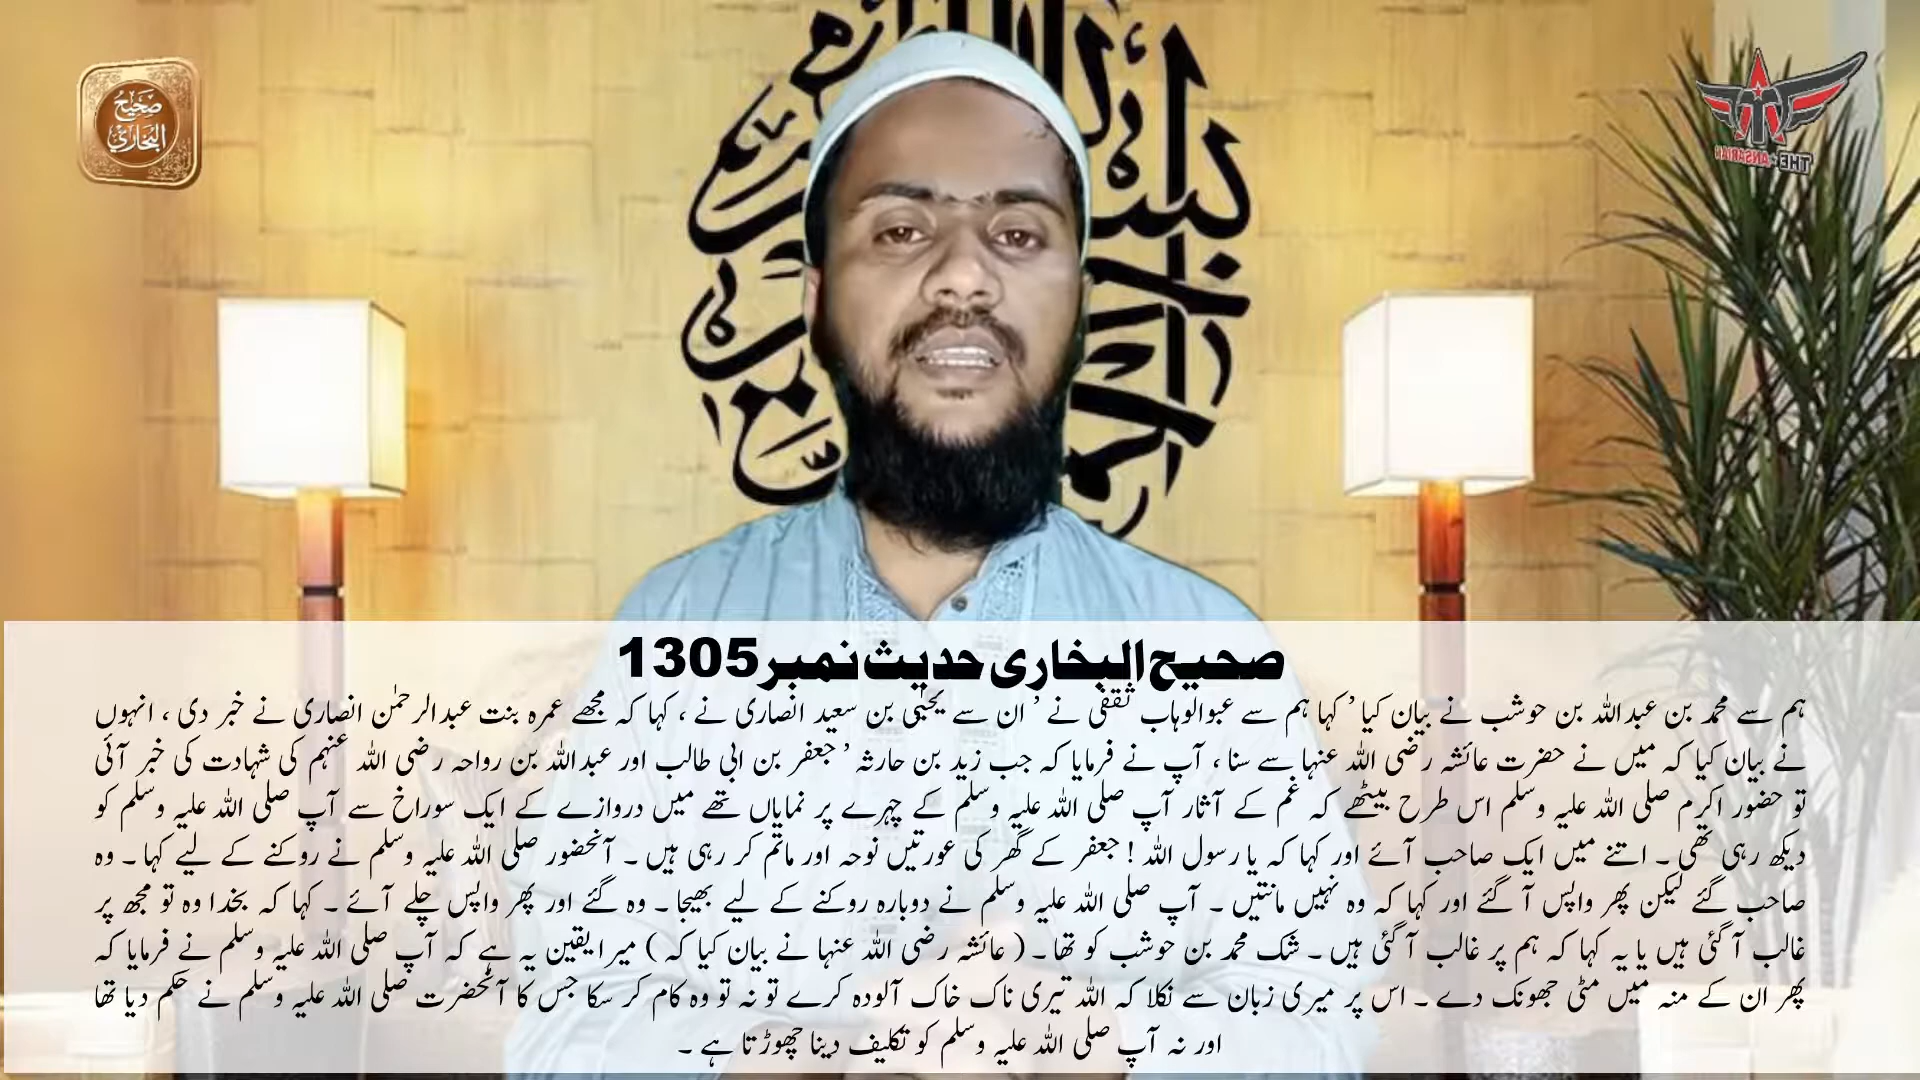 صحیح البخاری
THE ANSARIAH
صحیح البخاری حدیث نمبر1305
ہم سے محمد بن عبداللہ بن حوشب نے بیان کیا ’ کہا ہم سے عبوالوہاب ثقفی نے ’ ان سے یحییٰ بن سعید انصاری نے ، کہا کہ مجھے عمرہ بنت عبدالرحمٰن انصاری نے خبر دی ، انہوں
نے بیان کیا کہ میں نے حضرت عائشہ رضی اللہ عنہا سے سنا ، آپ نے فرمایا کہ جب زید بن حارثہ ’ جعفر بن ابی طالب اور عبداللہ بن رواحہ رضی اللہ عنہم کی شہادت کی خبر آئی
تو حضور اکرم صلی اللہ علیہ وسلم اس طرح بیٹھے کہ غم کے آثار آپ صلی اللہ علیہ وسلم کے چہرے پر نمایاں تھے میں دروازے کے ایک سوراخ سے آپ صلی اللہ علیہ وسلم کو
دیکھ رہی تھی ۔ اتنے میں ایک صاحب آئے اور کہا کہ یا رسول اللہ ! جعفر کے گھر کی عورتیں نوحہ اور ماتم کر رہی ہیں ۔ آنحضور صلی اللہ علیہ وسلم نے روکنے کے لیے کہا ۔ وہ
صاحب گئے لیکن پھر واپس آ گئے اور کہا کہ وہ نہیں مانتیں ۔ آپ صلی اللہ علیہ وسلم نے دوبارہ روکنے کے لیے بھیجا ۔ وہ گئے اور پھر واپس چلے آئے ۔ کہا کہ بخدا وہ تو مجھ پر
غالب آ گئی ہیں یا یہ کہا کہ ہم پر غالب آ گئی ہیں ۔ شک محمد بن حوشب کو تھا ۔ ( عائشہ رضی اللہ عنہا نے بیان کیا کہ ) میرا یقین یہ ہے کہ آپ صلی اللہ علیہ وسلم نے فرمایا کہ
پھر ان کے منہ میں مٹی جھونک دے ۔ اس پر میری زبان سے نکلا کہ اللہ تیری ناک خاک آلودہ کرے تو نہ تو وہ کام کر سکا جس کا آنحضرت صلی اللہ علیہ وسلم نے حکم دیا تھا
اور نہ آپ صلی اللہ علیہ وسلم کو تکلیف دینا چھوڑتا ہے ۔